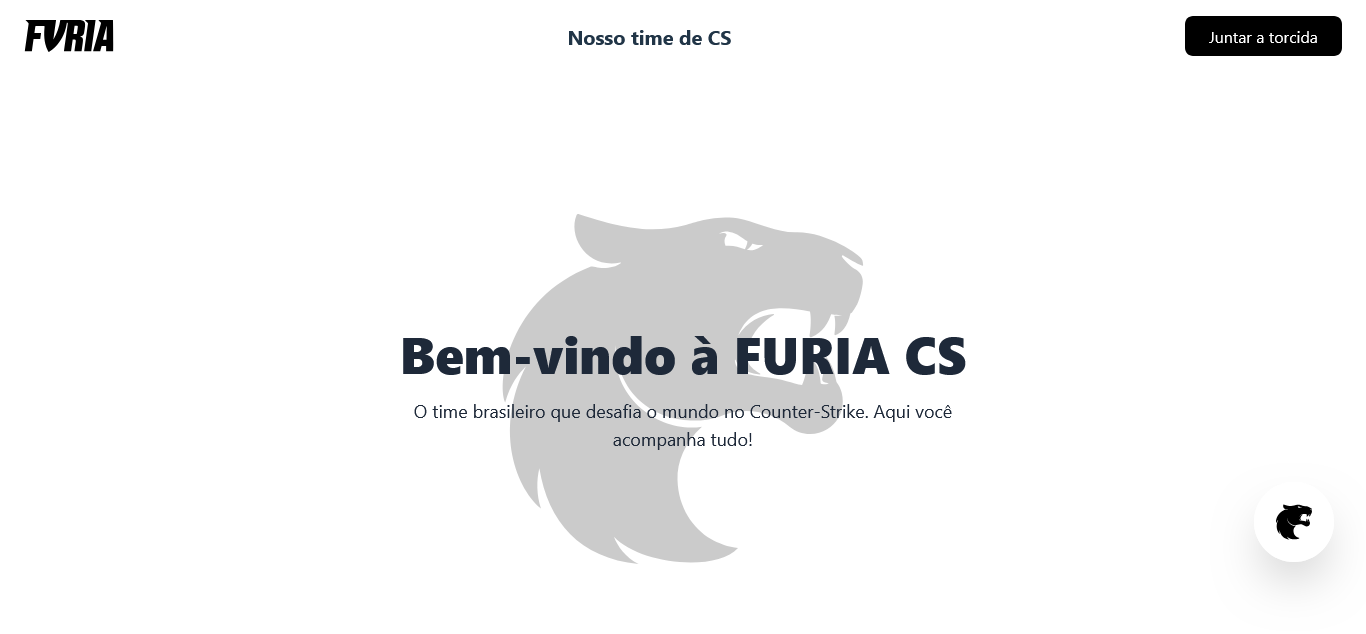 FURIA
Nosso time de CS
Juntar a torcida
Bem-vindo à FURIA CS
O time brasileiro que desafia o mundo no Counter-Strike. Aqui você
acompanha tudo!